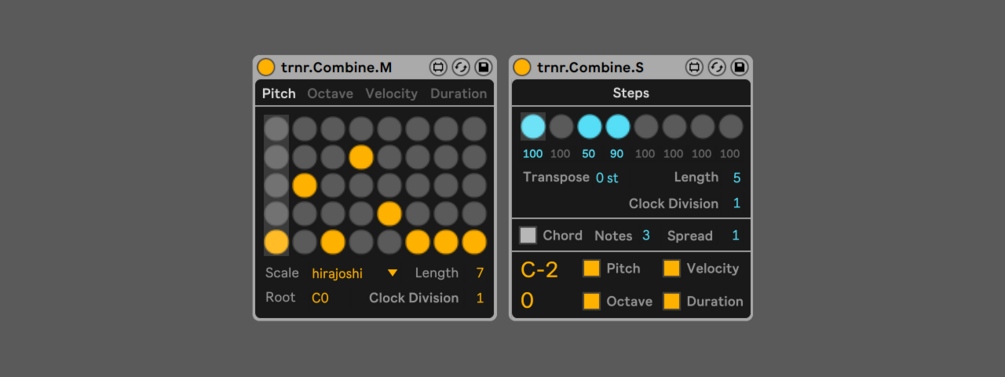 trnr.Combine.M
Pitch Octave Velocity Duration
Scale hirajoshi Length 7
Root C0 Clock Division 1
trnr.Combine.S
Steps
100 100 50 90 100 100 100 100
Transpose 0 st Length 5
Clock Division 1
Chord Notes 3 Spread 1
C-2 Pitch Velocity
0 Octave Duration